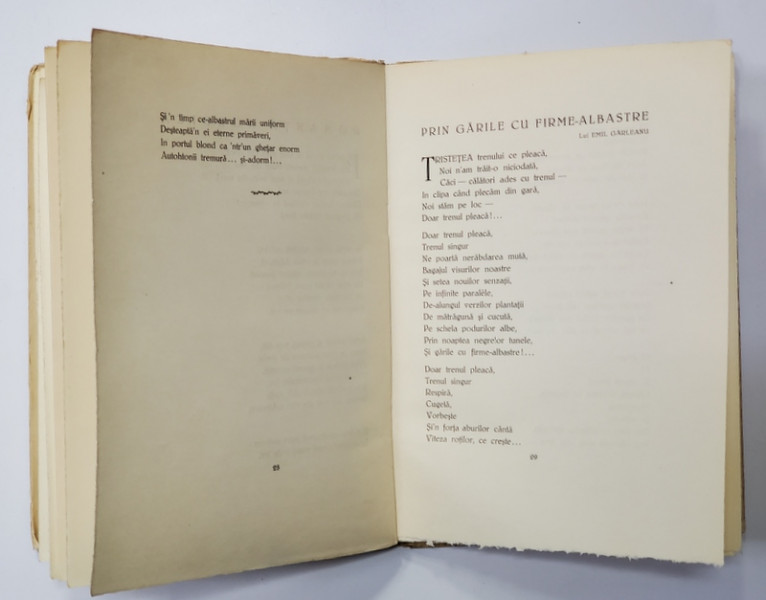 Și 'n timp ce-albastrul mării uniform
Deșteaptă'n ei eterne primăveri,
In portul blond ca 'ntr'un ghețar enorm
Autohtonii tremură... și-adorm!...
PRIN GĂRILE CU FIRME-ALBASTRE
Lui EMIL GÂRLEANU
TRISTEȚEA trenului ce pleacă,
Noi n'am trăit-o niciodată,
Căci — călători ades cu trenul —
In clipa când plecăm din gară,
Noi stăm pe loc —
Doar trenul pleacă!...
Doar trenul pleacă,
Trenul singur
Ne poartă nerăbdarea mută,
Bagajul visurilor noastre
Și setea nouilor senzații,
Pe infinite paralele,
De-alungul verzilor plantații
De mătrăgună și cucută,
Pe schela podurilor albe,
Prin noaptea negrelor tunele,
Și gările cu firme-albastre!...
Doar trenul pleacă,
Trenul singur
Respiră,
Cugetă,
Vorbește
Și'n forța aburilor cântă
Viteza roților, ce crește...